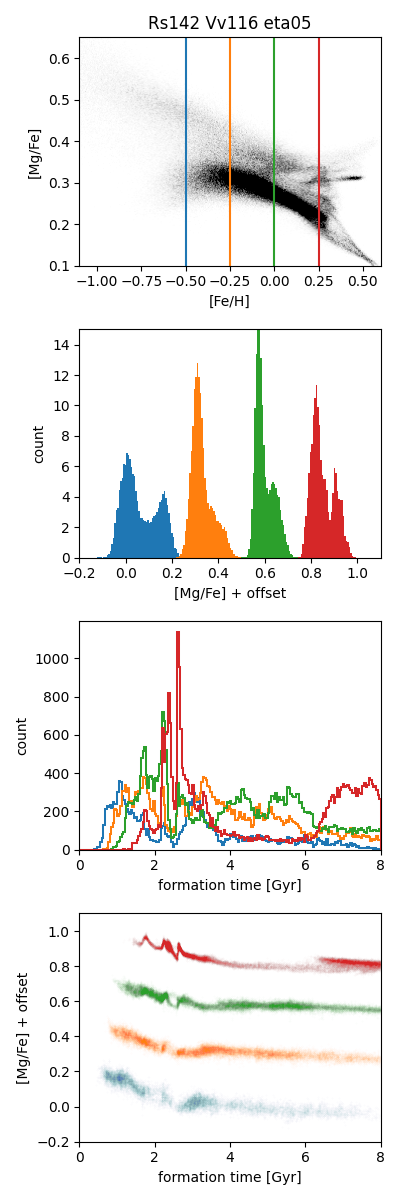 Rs142 Vv116 eta05
0.6
0.5
0.4
0.3
0.2
0.1
[Mg/Fe]
−1.00 −0.75 −0.50 −0.25 0.00 0.25 0.50
[Fe/H]
14
12
10
8
6
4
2
0
count
−0.2 0.0 0.2 0.4 0.6 0.8 1.0
[Mg/Fe] + offset
1000
800
600
400
200
0
count
0 2 4 6 8
formation time [Gyr]
1.0
0.8
0.6
0.4
0.2
0.0
−0.2
[Mg/Fe] + offset
0 2 4 6 8
formation time [Gyr]